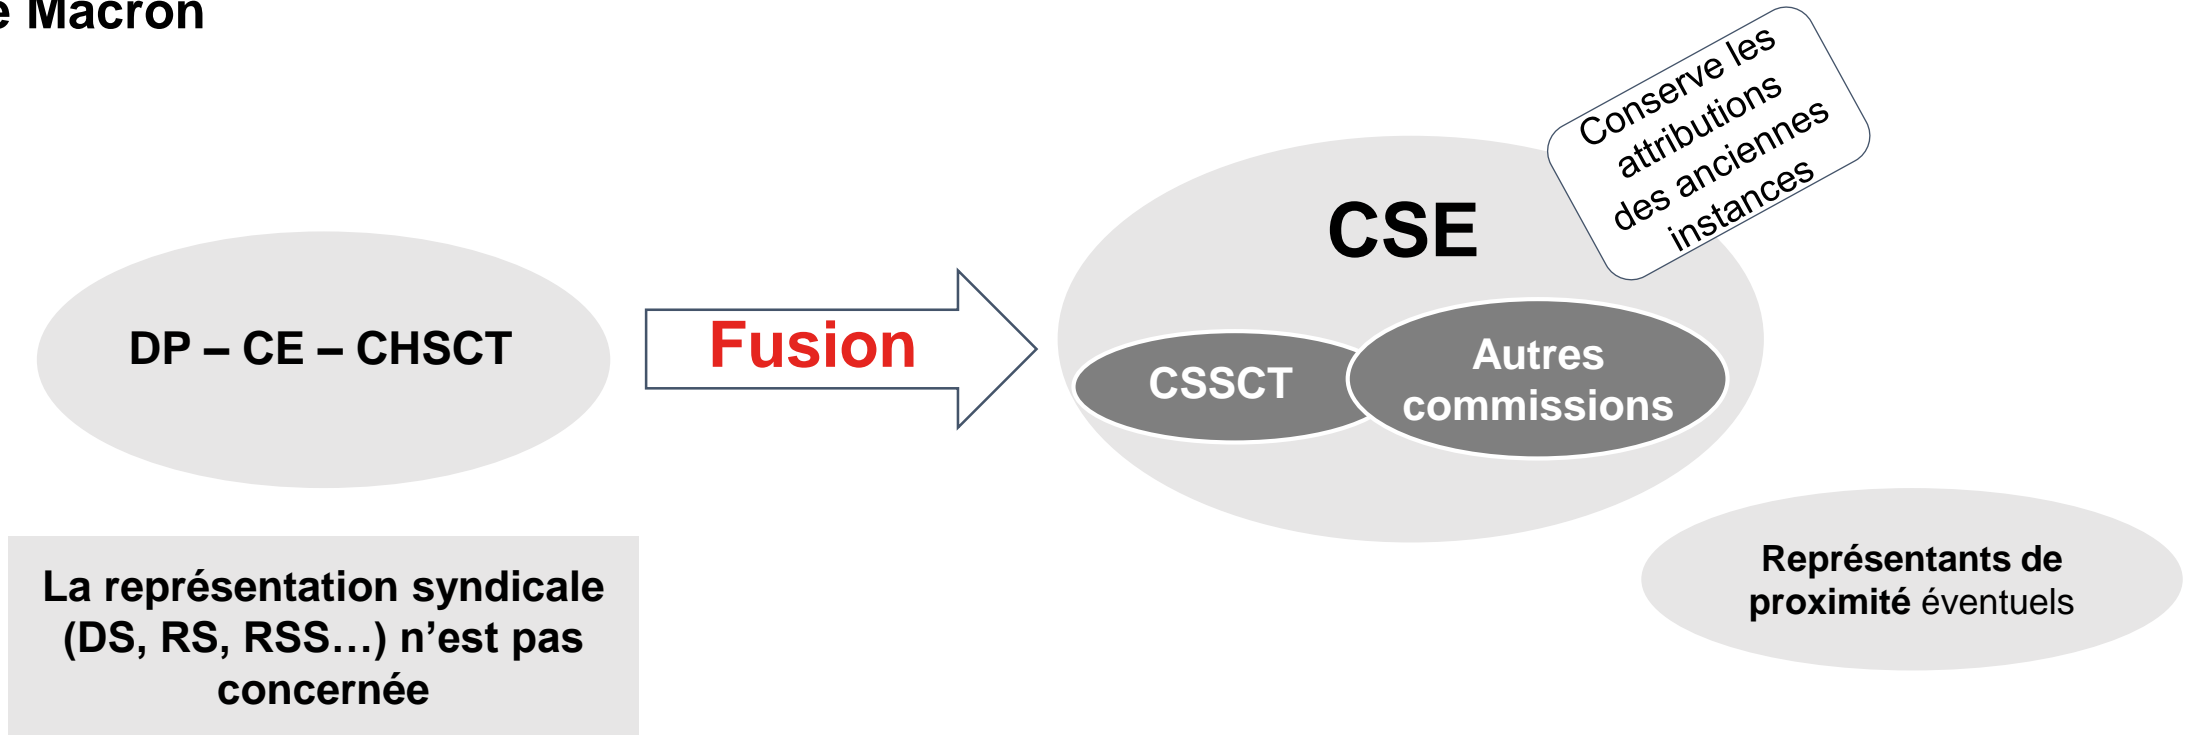 e Macron
Conserve les
attributions
des anciennes
instances
CSE
DP – CE – CHSCT
Fusion
CSSCT
Autres
commissions
La représentation syndicale
(DS, RS, RSS…) n’est pas
concernée
Représentants de
proximité éventuels